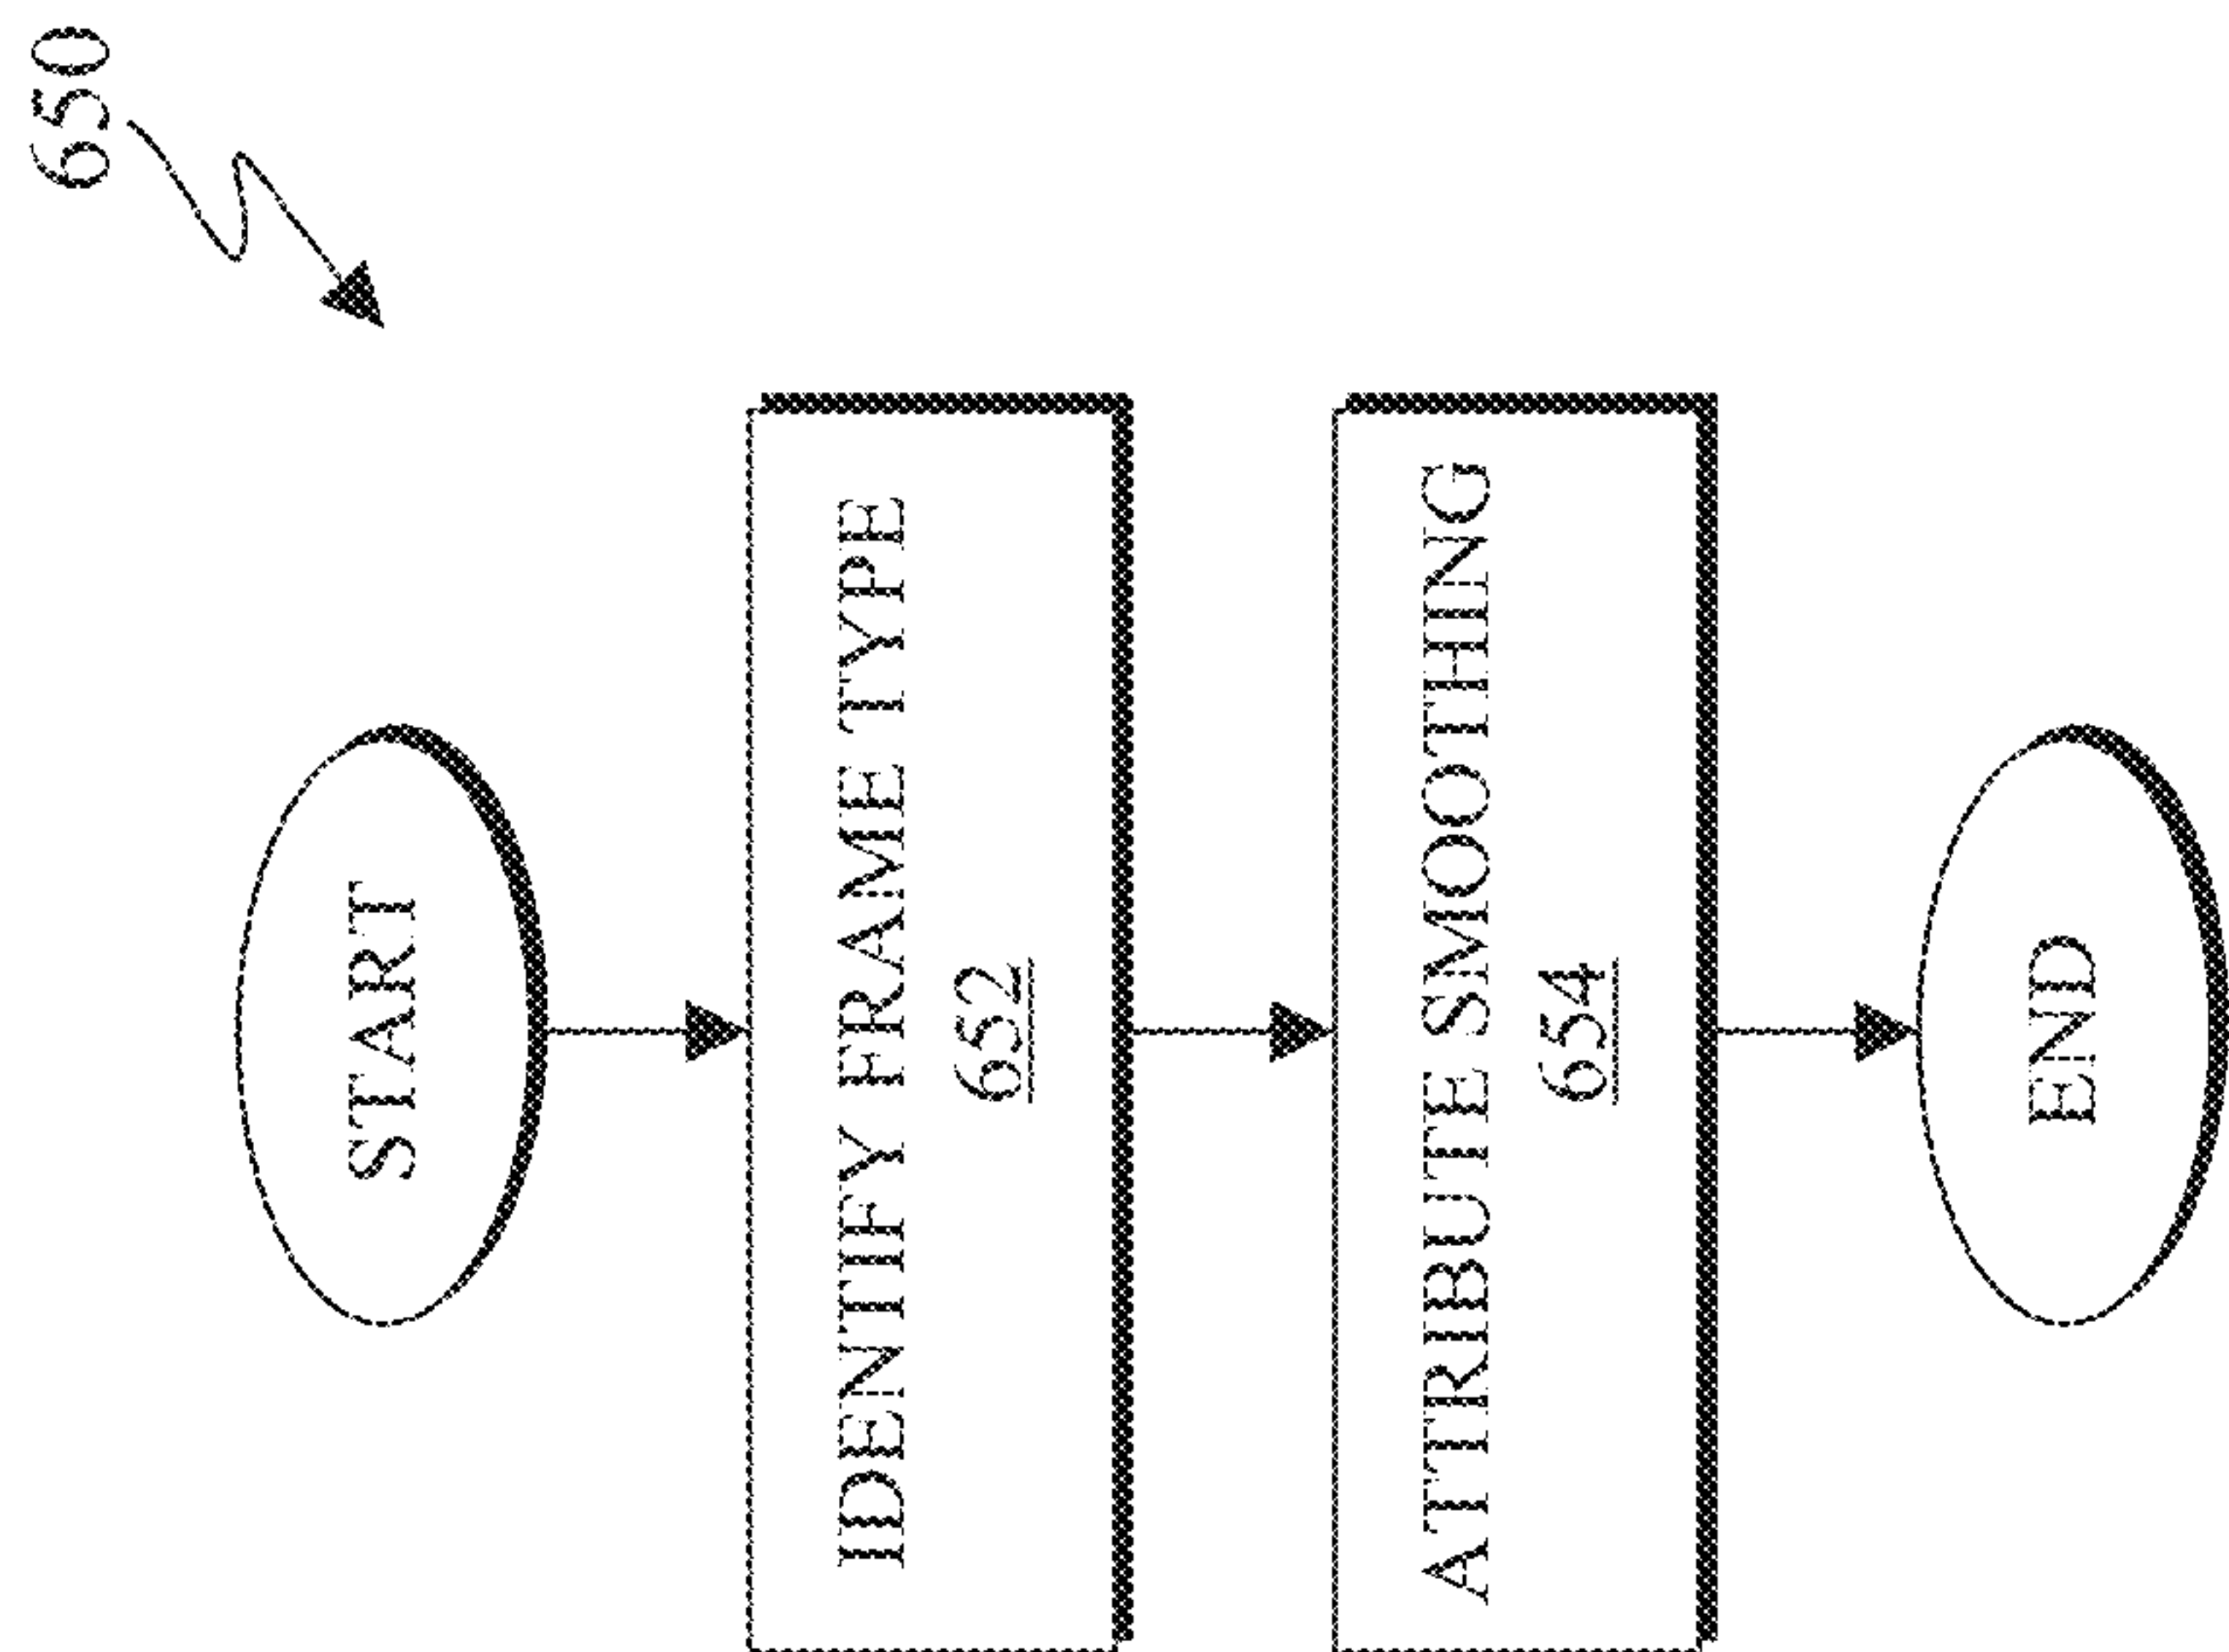 650
START
IDENTIFY FRAME TYPE
652
ATTRIBUTE SMOOTHING
654
END